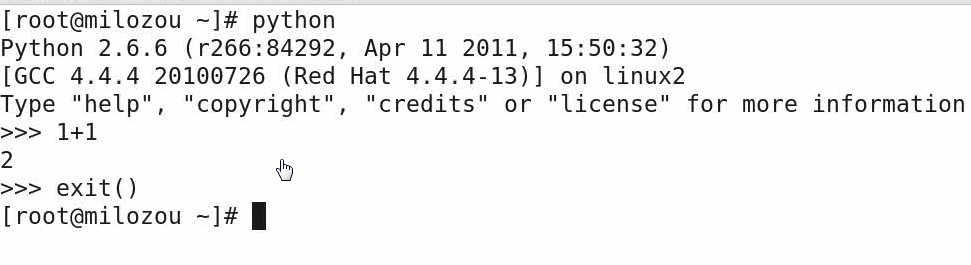 [root@milozou ~]# python
Python 2.6.6 (r266:84292, Apr 11 2011, 15:50:32)
[GCC 4.4.4 20100726 (Red Hat 4.4.4-13)] on linux2
Type "help", "copyright", "credits" or "license" for more information
>>> 1+1
2
>>> exit()
[root@milozou ~]#